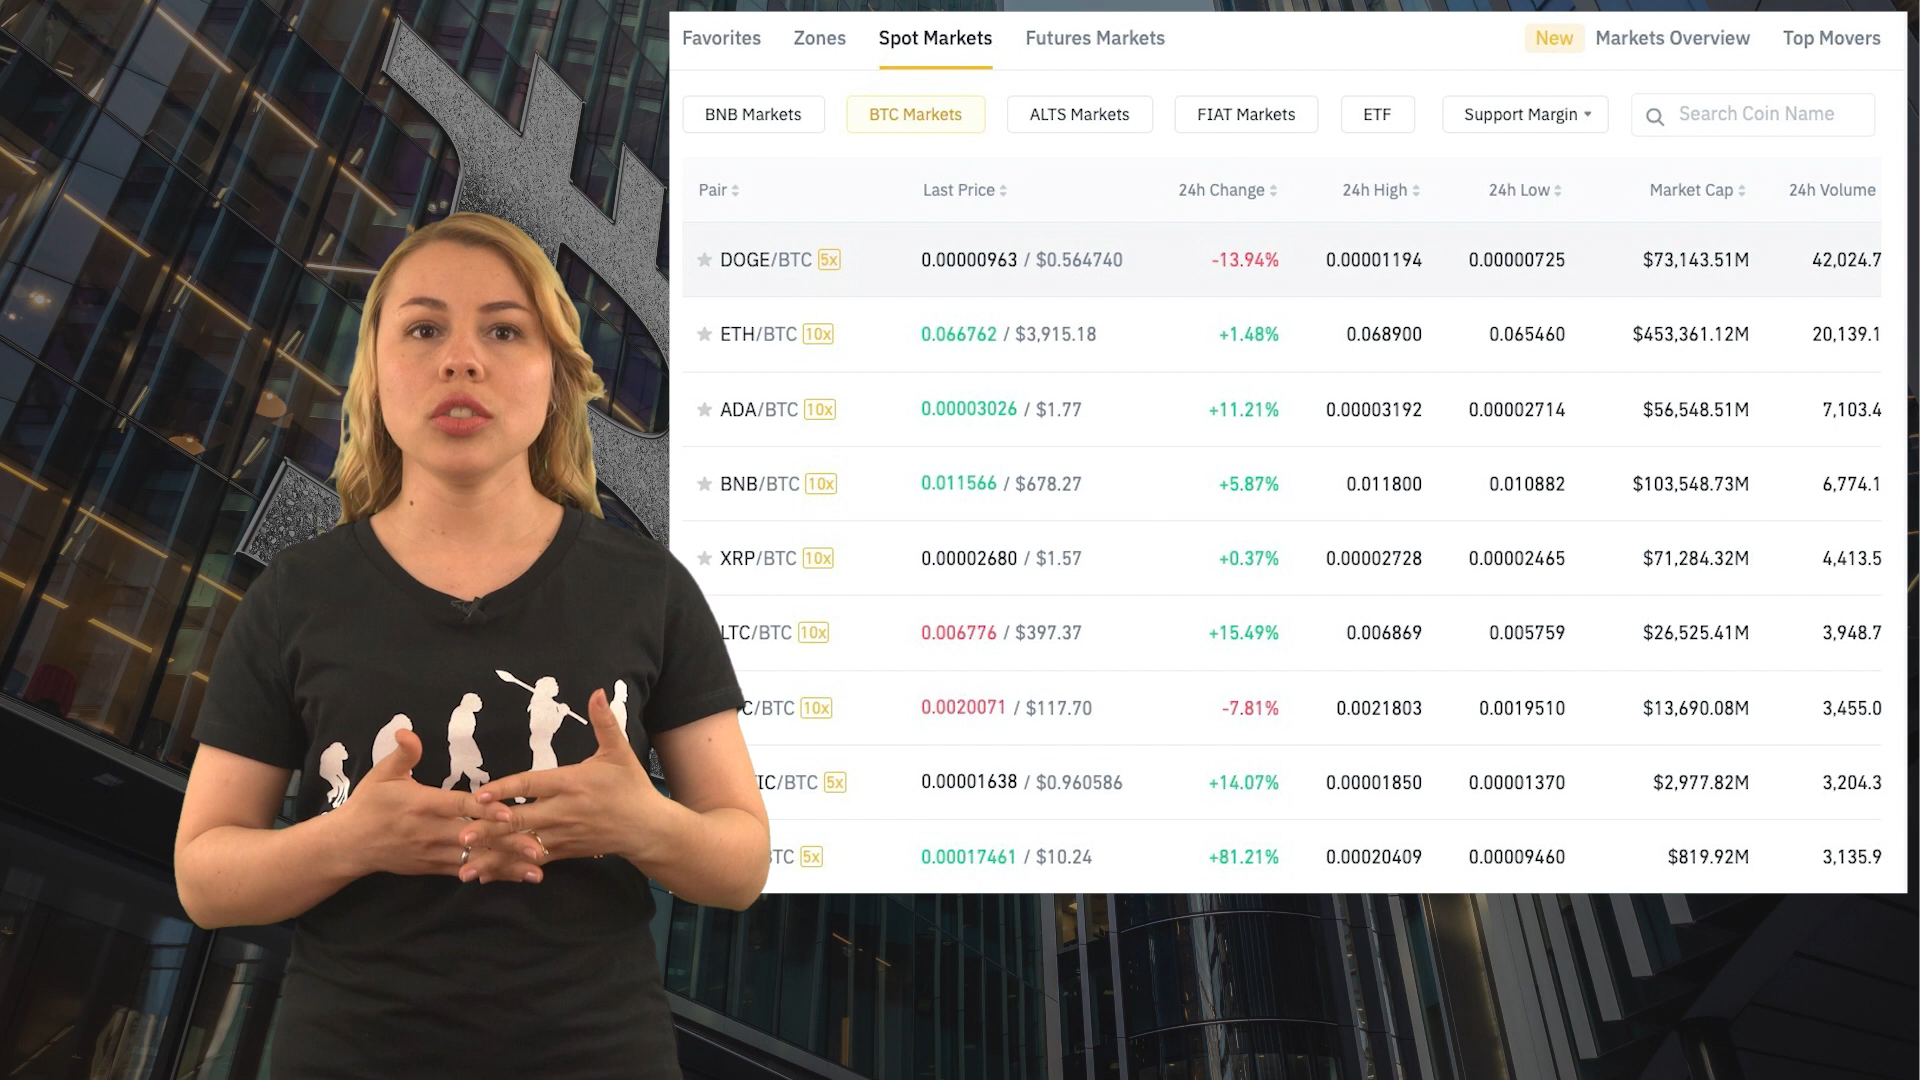 Favorites Zones Spot Markets Futures Markets New Markets Overview Top Movers
BNB Markets BTC Markets ALTS Markets FIAT Markets ETF Support Margin Search Coin Name
Pair Last Price 24h Change 24h High 24h Low Market Cap 24h Volume
DOGE/BTC 5x 0.00000963 / $0.564740 -13.94% 0.00001194 0.00000725 $73,143.51M 42,024.7
ETH/BTC 10x 0.066762 / $3,915.18 +1.48% 0.068900 0.065460 $453,361.12M 20,139.1
ADA/BTC 10x 0.00003026 / $1.77 +11.21% 0.00003192 0.00002714 $56,548.51M 7,103.4
BNB/BTC 10x 0.011566 / $678.27 +5.87% 0.011800 0.010882 $103,548.73M 6,774.1
XRP/BTC 10x 0.00002680 / $1.57 +0.37% 0.00002728 0.00002465 $71,284.32M 4,413.5
LTC/BTC 10x 0.006776 / $397.37 +15.49% 0.006869 0.005759 $26,525.41M 3,948.7
C/BTC 10x 0.0020071 / $117.70 -7.81% 0.0021803 0.0019510 $13,690.08M 3,455.0
IC/BTC 5x 0.00001638 / $0.960586 +14.07% 0.00001850 0.00001370 $2,977.82M 3,204.3
TC 5x 0.00017461 / $10.24 +81.21% 0.00020409 0.00009460 $819.92M 3,135.9